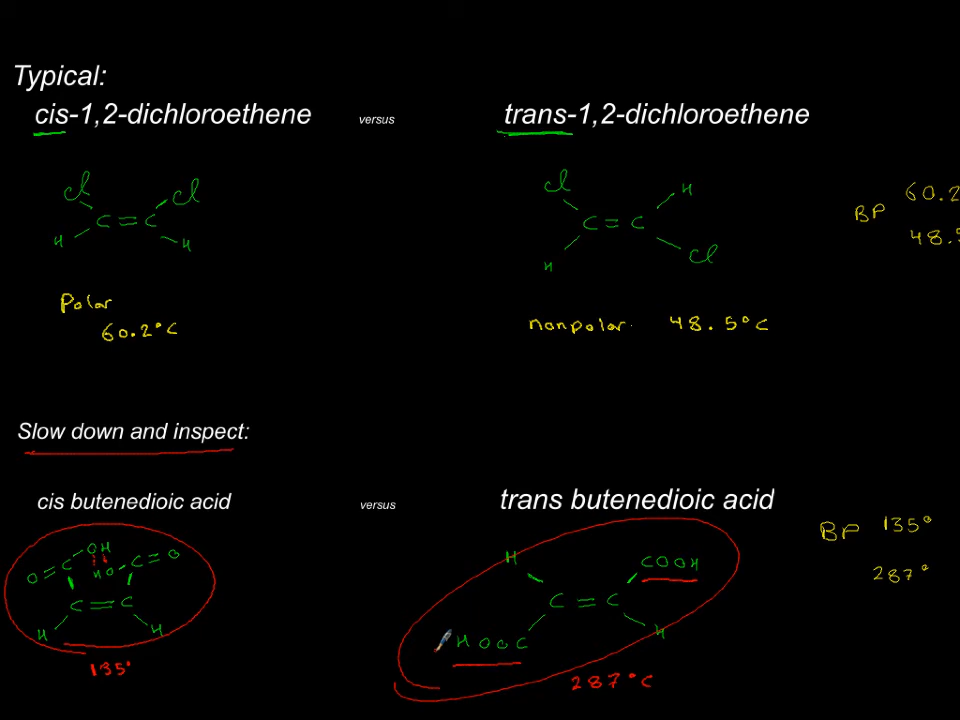 Typical:
cis-1,2-dichloroethene versus trans-1,2-dichloroethene
Cl Cl
C = C
H H
Cl H
C = C
H Cl
BP 60.2
48.5
Polar
60.2°C
nonpolar. 48.5°C
Slow down and inspect:
cis butenedioic acid versus trans butenedioic acid
OH
O=C HO-C=O
C=C
H H
135°
H COOH
C = C
HOOC H
287°C
BP 135°
287°